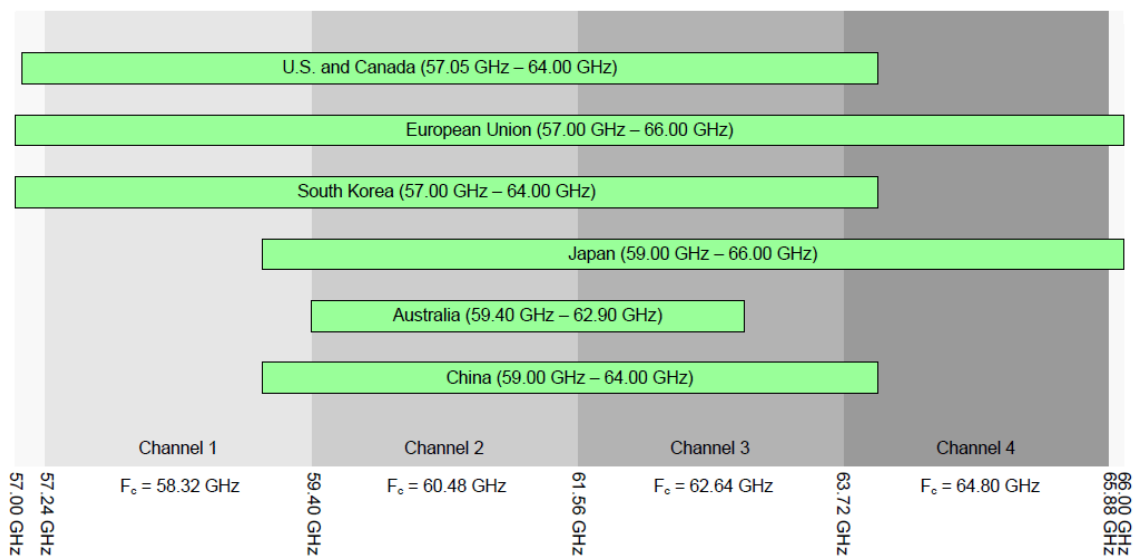 U.S. and Canada (57.05 GHz – 64.00 GHz)
European Union (57.00 GHz – 66.00 GHz)
South Korea (57.00 GHz – 64.00 GHz)
Japan (59.00 GHz – 66.00 GHz)
Australia (59.40 GHz – 62.90 GHz)
China (59.00 GHz – 64.00 GHz)
Channel 1
Channel 2
Channel 3
Channel 4
57.00 GHz
57.24 GHz
F_c = 58.32 GHz
59.40 GHz
F_c = 60.48 GHz
61.56 GHz
F_c = 62.64 GHz
63.72 GHz
F_c = 64.80 GHz
65.88 GHz
66.00 GHz